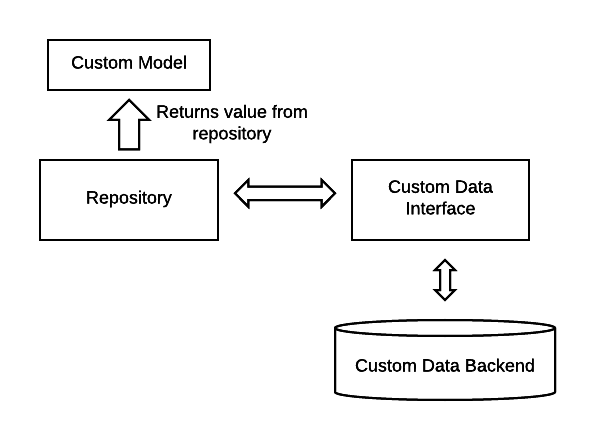 Custom Model
Returns value from
repository
Repository
Custom Data
Interface
Custom Data Backend